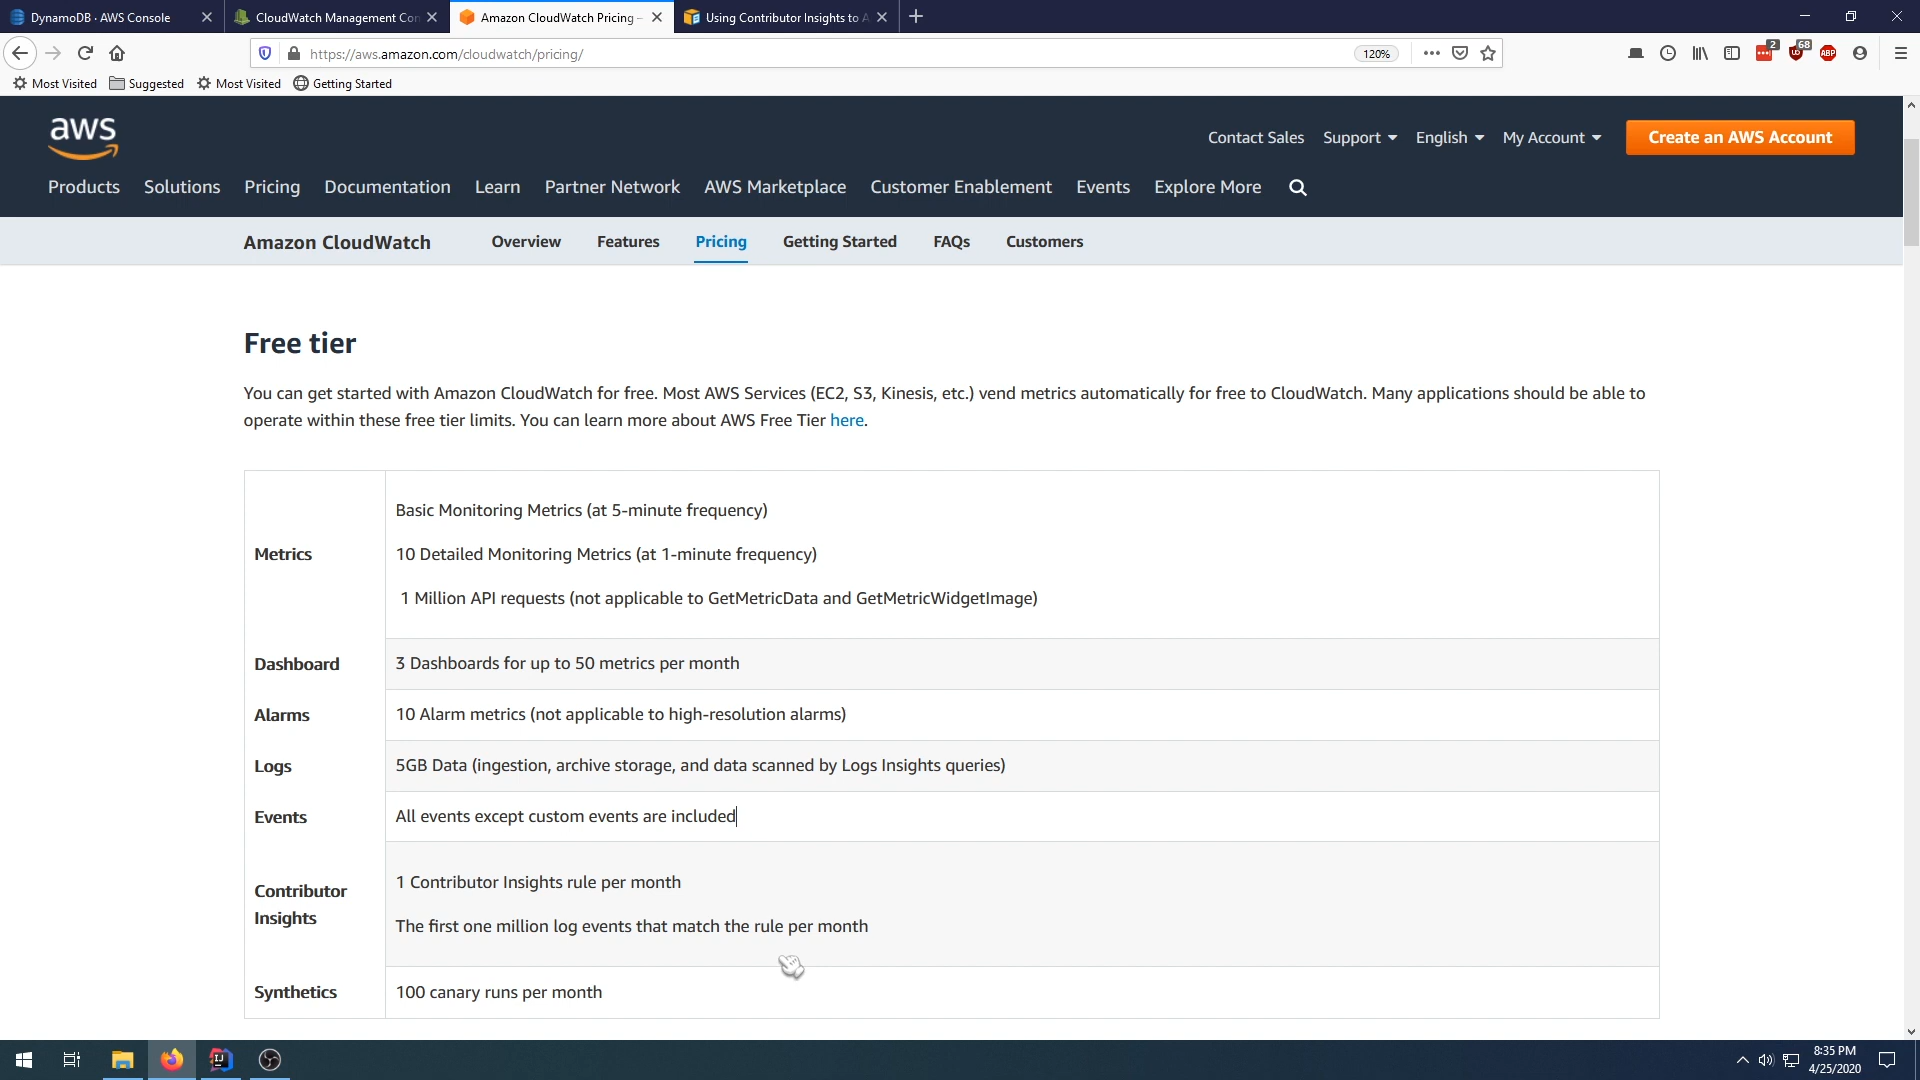 DynamoDB · AWS Console
CloudWatch Management Con
Amazon CloudWatch Pricing –
Using Contributor Insights to A
https://aws.amazon.com/cloudwatch/pricing/
120%
2
68
ABP
Most Visited
Suggested
Most Visited
Getting Started
aws
Contact Sales
Support
English
My Account
Create an AWS Account
Products
Solutions
Pricing
Documentation
Learn
Partner Network
AWS Marketplace
Customer Enablement
Events
Explore More
Amazon CloudWatch
Overview
Features
Pricing
Getting Started
FAQs
Customers
Free tier
You can get started with Amazon CloudWatch for free. Most AWS Services (EC2, S3, Kinesis, etc.) vend metrics automatically for free to CloudWatch. Many applications should be able to
operate within these free tier limits. You can learn more about AWS Free Tier here.
Metrics
Basic Monitoring Metrics (at 5-minute frequency)
10 Detailed Monitoring Metrics (at 1-minute frequency)
1 Million API requests (not applicable to GetMetricData and GetMetricWidgetImage)
Dashboard
3 Dashboards for up to 50 metrics per month
Alarms
10 Alarm metrics (not applicable to high-resolution alarms)
Logs
5GB Data (ingestion, archive storage, and data scanned by Logs Insights queries)
Events
All events except custom events are included
Contributor
Insights
1 Contributor Insights rule per month
The first one million log events that match the rule per month
Synthetics
100 canary runs per month
IJ
8:35 PM
4/25/2020